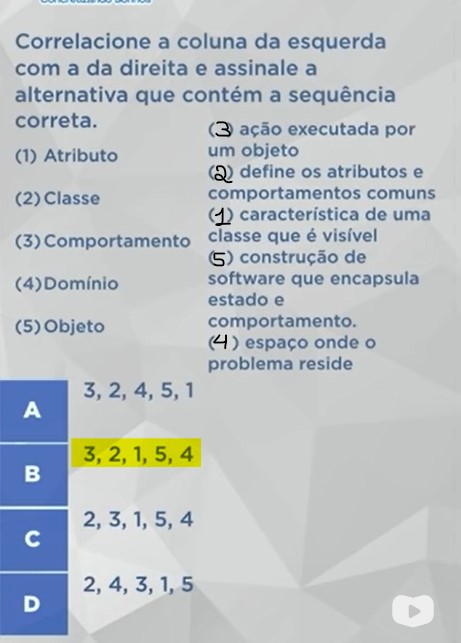 Correlacione a coluna da esquerda
com a da direita e assinale a
alternativa que contém a sequência
correta.
(1) Atributo
(2) Classe
(3) Comportamento
(4) Domínio
(5) Objeto
(3) ação executada por
um objeto
(2) define os atributos e
comportamentos comuns
(1) característica de uma
classe que é visível
(5) construção de
software que encapsula
estado e
comportamento.
(4) espaço onde o
problema reside
A 3, 2, 4, 5, 1
B 3, 2, 1, 5, 4
C 2, 3, 1, 5, 4
D 2, 4, 3, 1, 5